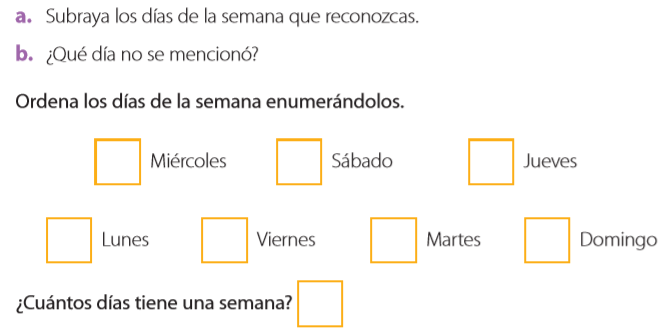 a. Subraya los días de la semana que reconozcas.
b. ¿Qué día no se mencionó?
Ordena los días de la semana enumerándolos.
Miércoles Sábado Jueves
Lunes Viernes Martes Domingo
¿Cuántos días tiene una semana?